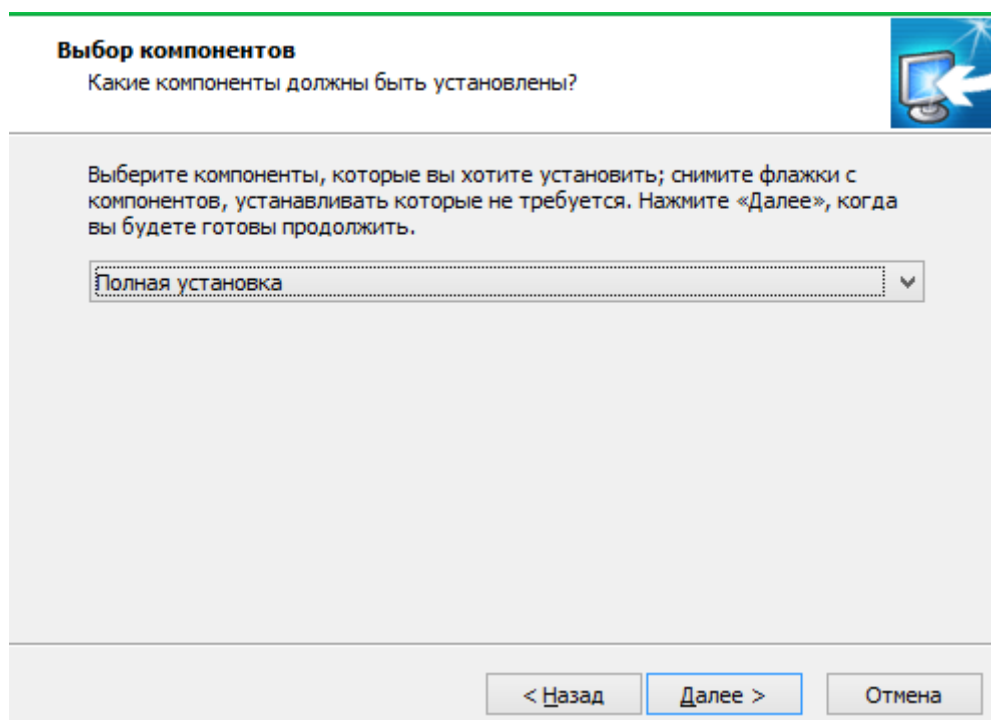 Выбор компонентов
Какие компоненты должны быть установлены?
Выберите компоненты, которые вы хотите установить; снимите флажки с
компонентов, устанавливать которые не требуется. Нажмите «Далее», когда
вы будете готовы продолжить.
Полная установка
< Назад Далее > Отмена